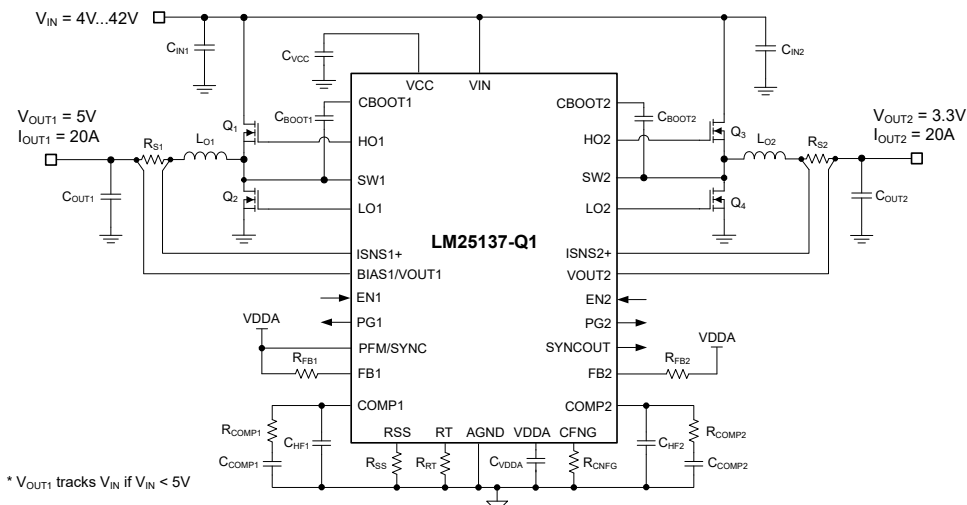 V_IN = 4V...42V
C_IN1
C_VCC
C_IN2
VCC
VIN
V_OUT1 = 5V
I_OUT1 = 20A
R_S1
L_O1
Q_1
C_BOOT1
CBOOT1
HO1
SW1
Q_2
LO1
C_OUT1
ISNS1+
BIAS1/VOUT1
EN1
PG1
VDDA
PFM/SYNC
R_FB1
FB1
COMP1
R_COMP1
C_HF1
C_COMP1
LM25137-Q1
CBOOT2
C_BOOT2
HO2
Q_3
L_O2
R_S2
V_OUT2 = 3.3V
I_OUT2 = 20A
SW2
LO2
Q_4
C_OUT2
ISNS2+
VOUT2
EN2
PG2
SYNCOUT
VDDA
R_FB2
FB2
COMP2
R_COMP2
C_HF2
C_COMP2
RSS
RT
AGND
VDDA
CFNG
R_SS
R_RT
C_VDDA
R_CNFG
* V_OUT1 tracks V_IN if V_IN < 5V